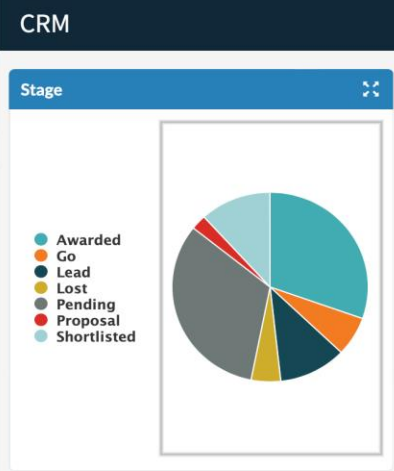 CRM
Stage
Awarded
Go
Lead
Lost
Pending
Proposal
Shortlisted